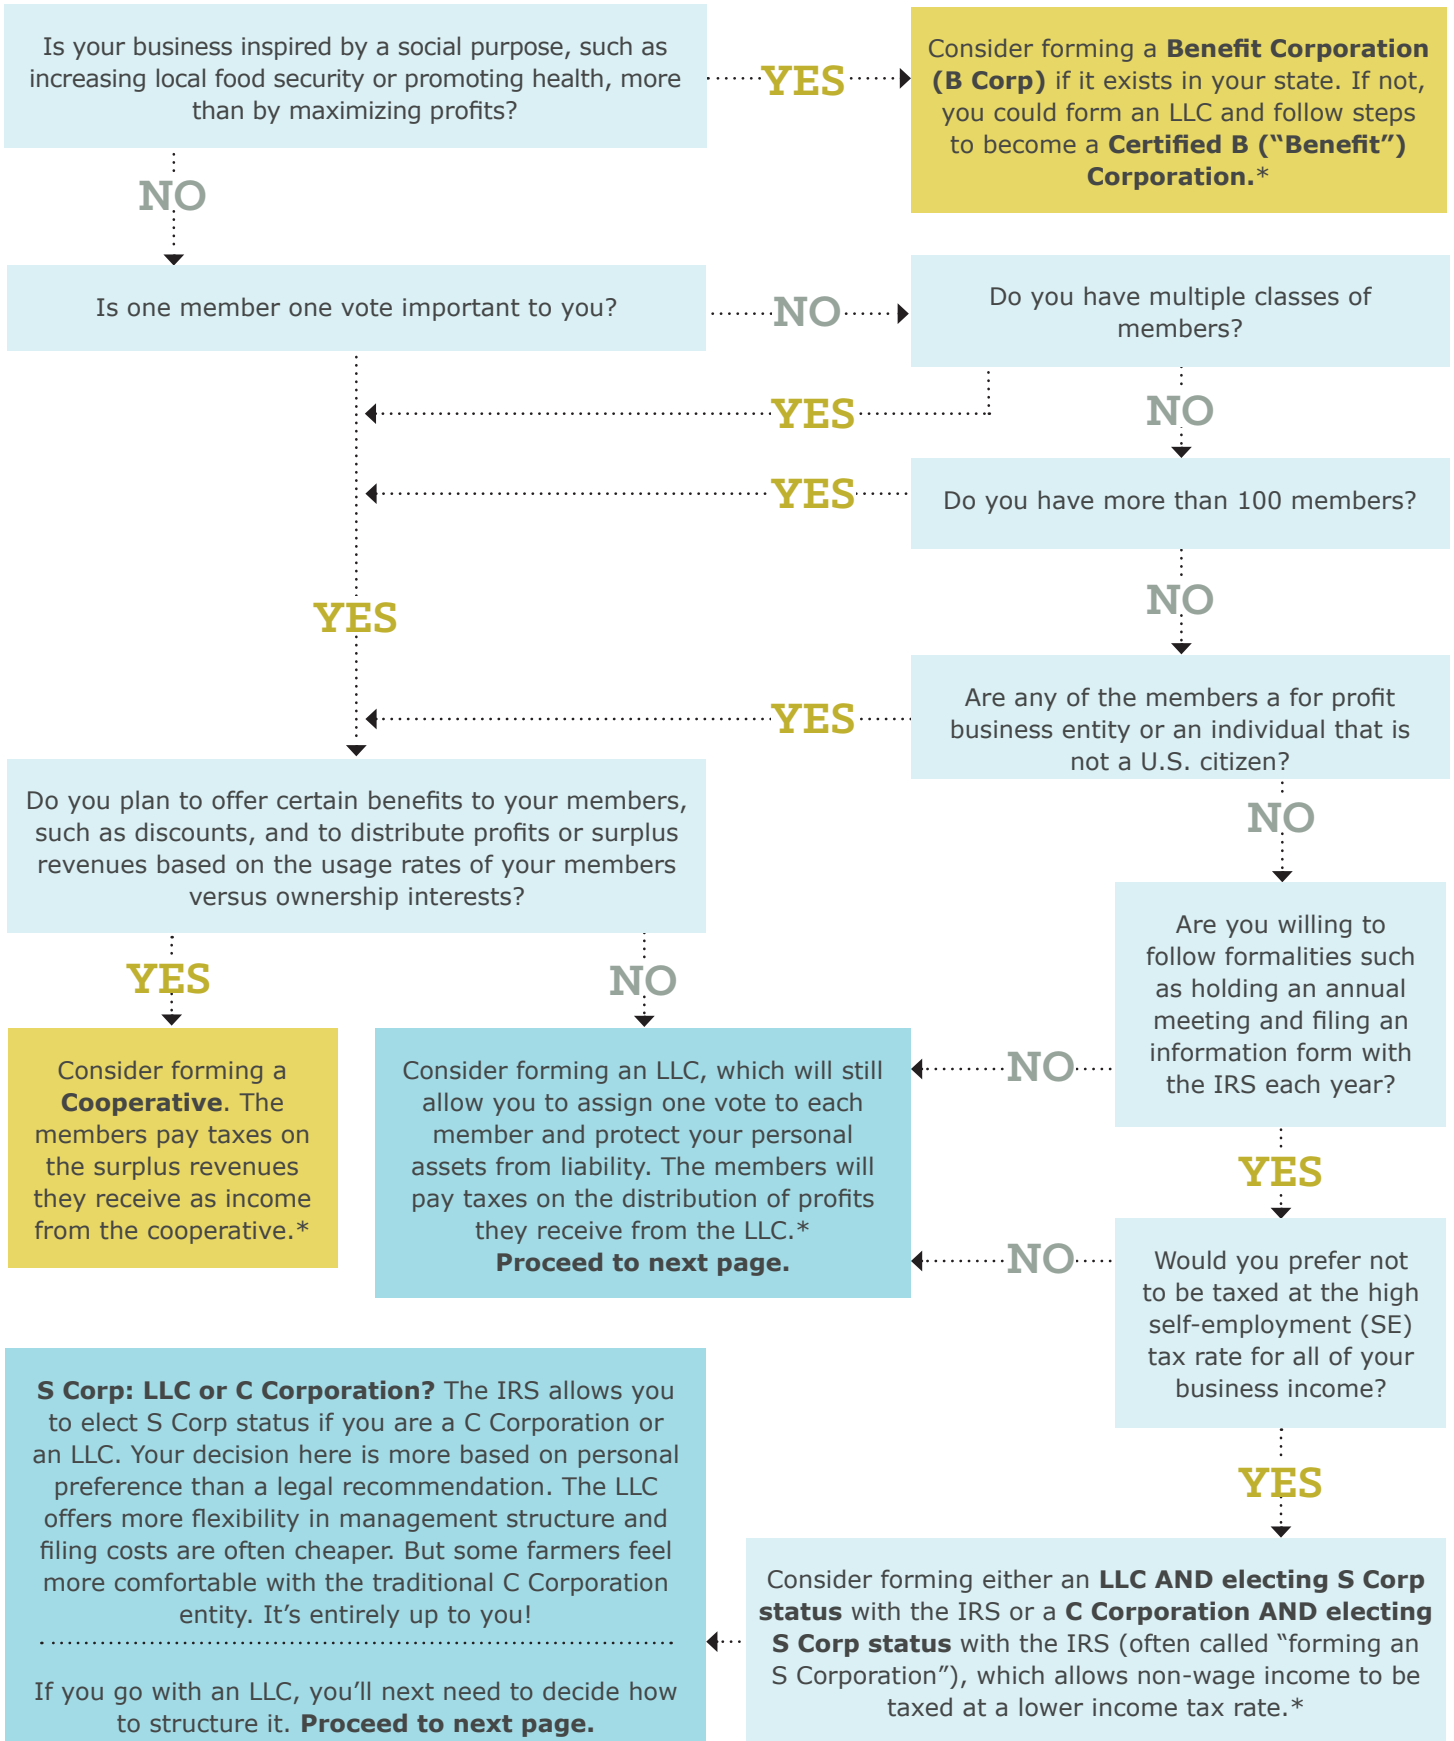 Is your business inspired by a social purpose, such as
increasing local food security or promoting health, more
than by maximizing profits?
YES
Consider forming a Benefit Corporation
(B Corp) if it exists in your state. If not,
you could form an LLC and follow steps
to become a Certified B (“Benefit”)
Corporation.*
NO
Is one member one vote important to you?
NO
Do you have multiple classes of
members?
YES
NO
YES
Do you have more than 100 members?
NO
YES
YES
Are any of the members a for profit
business entity or an individual that is
not a U.S. citizen?
NO
Do you plan to offer certain benefits to your members,
such as discounts, and to distribute profits or surplus
revenues based on the usage rates of your members
versus ownership interests?
YES
NO
Are you willing to
follow formalities such
as holding an annual
meeting and filing an
information form with
the IRS each year?
Consider forming a
Cooperative. The
members pay taxes on
the surplus revenues
they receive as income
from the cooperative.*
Consider forming an LLC, which will still
allow you to assign one vote to each
member and protect your personal
assets from liability. The members will
pay taxes on the distribution of profits
they receive from the LLC.*
Proceed to next page.
NO
YES
NO
Would you prefer not
to be taxed at the high
self-employment (SE)
tax rate for all of your
business income?
YES
S Corp: LLC or C Corporation? The IRS allows you
to elect S Corp status if you are a C Corporation or
an LLC. Your decision here is more based on personal
preference than a legal recommendation. The LLC
offers more flexibility in management structure and
filing costs are often cheaper. But some farmers feel
more comfortable with the traditional C Corporation
entity. It’s entirely up to you!
If you go with an LLC, you’ll next need to decide how
to structure it. Proceed to next page.
Consider forming either an LLC AND electing S Corp
status with the IRS or a C Corporation AND electing
S Corp status with the IRS (often called “forming an
S Corporation”), which allows non-wage income to be
taxed at a lower income tax rate.*